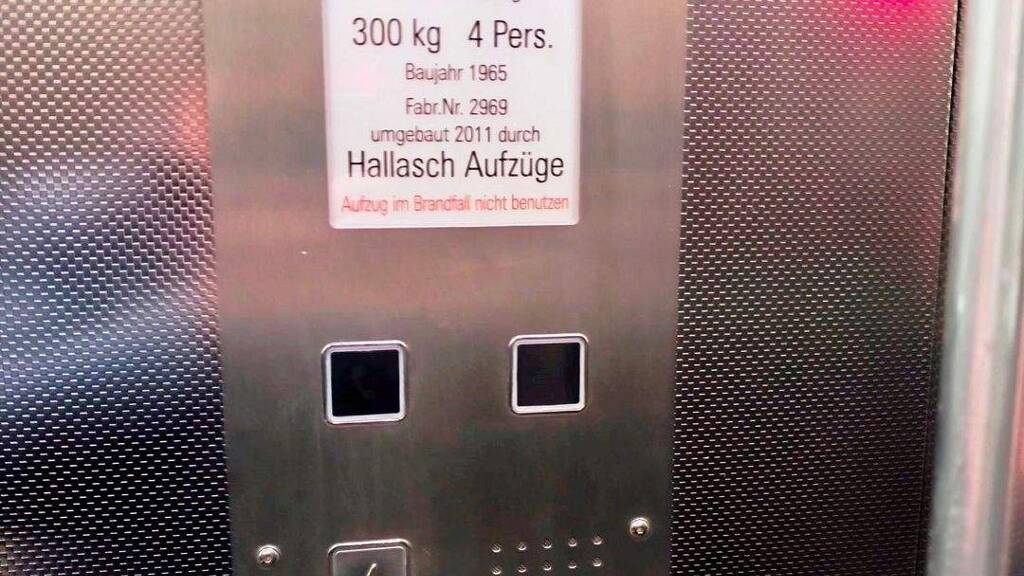 300 kg 4 Pers.
Baujahr 1965
Fabr.Nr. 2969
umgebaut 2011 durch
Hallasch Aufzüge
Aufzug im Brandfall nicht benutzen